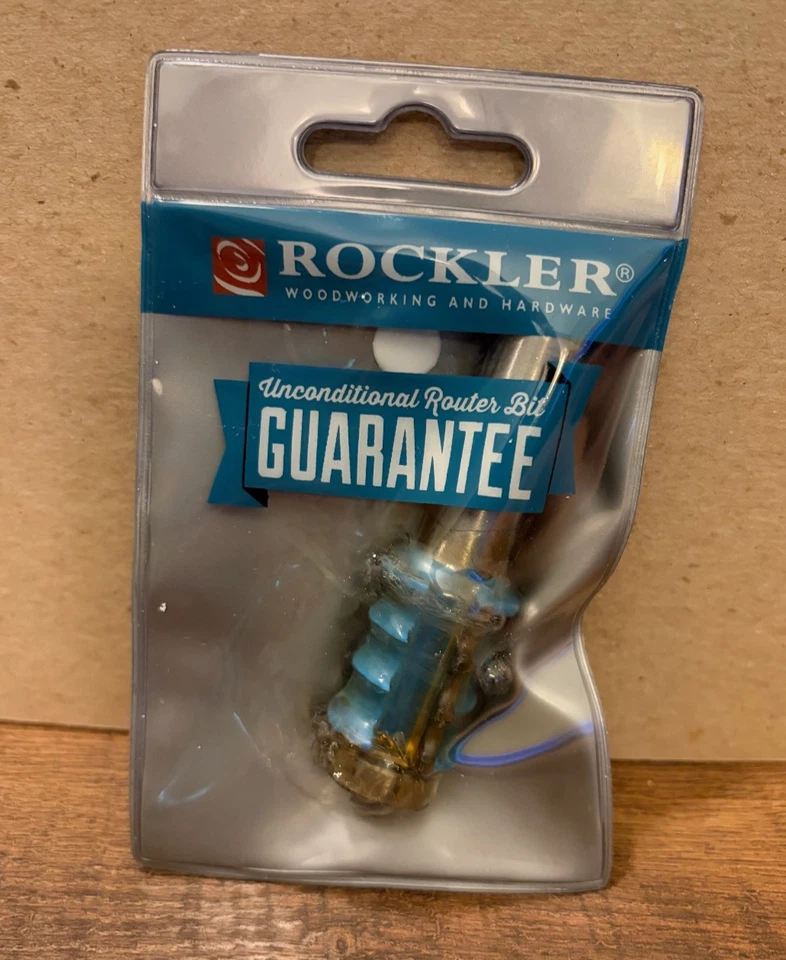 ROCKLER®
WOODWORKING AND HARDWARE
Unconditional Router Bit
GUARANTEE